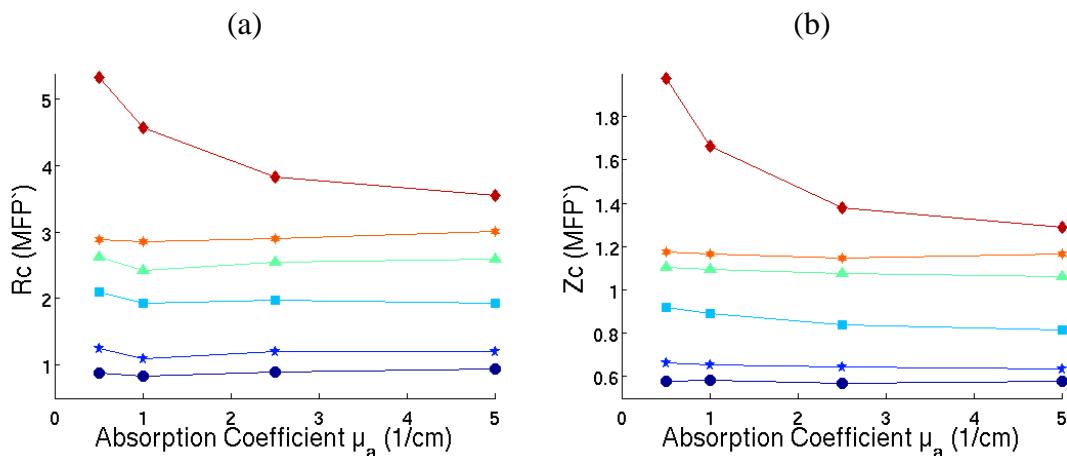 (a)
Rc (MFP`)
5
4
3
2
1
0 1 2 3 4 5
Absorption Coefficient μa (1/cm)
(b)
Zc (MFP`)
1.8
1.6
1.4
1.2
1
0.8
0.6
0 1 2 3 4 5
Absorption Coefficient μa (1/cm)